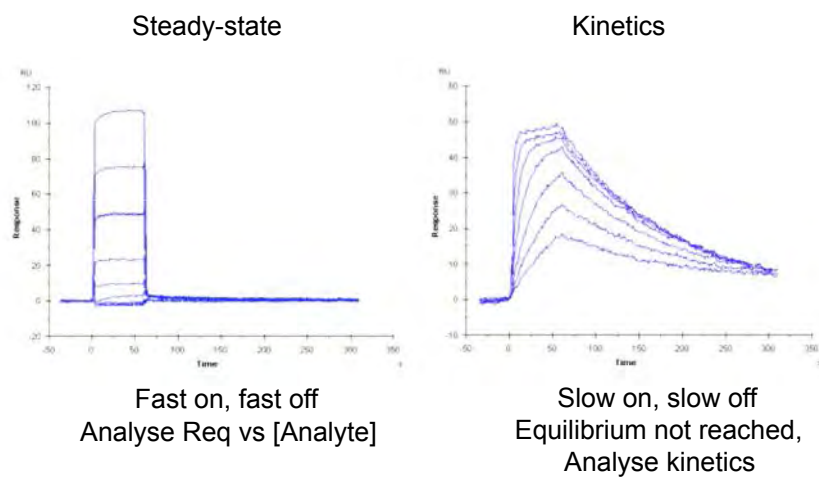 Steady-state
RU
120
100
80
60
40
20
0
-20
Response
-50 0 50 100 150 200 250 300 350
Time
s
Fast on, fast off
Analyse Req vs [Analyte]
Kinetics
RU
60
50
40
30
20
10
0
-10
Response
-50 0 50 100 150 200 250 300 350
Time
Slow on, slow off
Equilibrium not reached,
Analyse kinetics